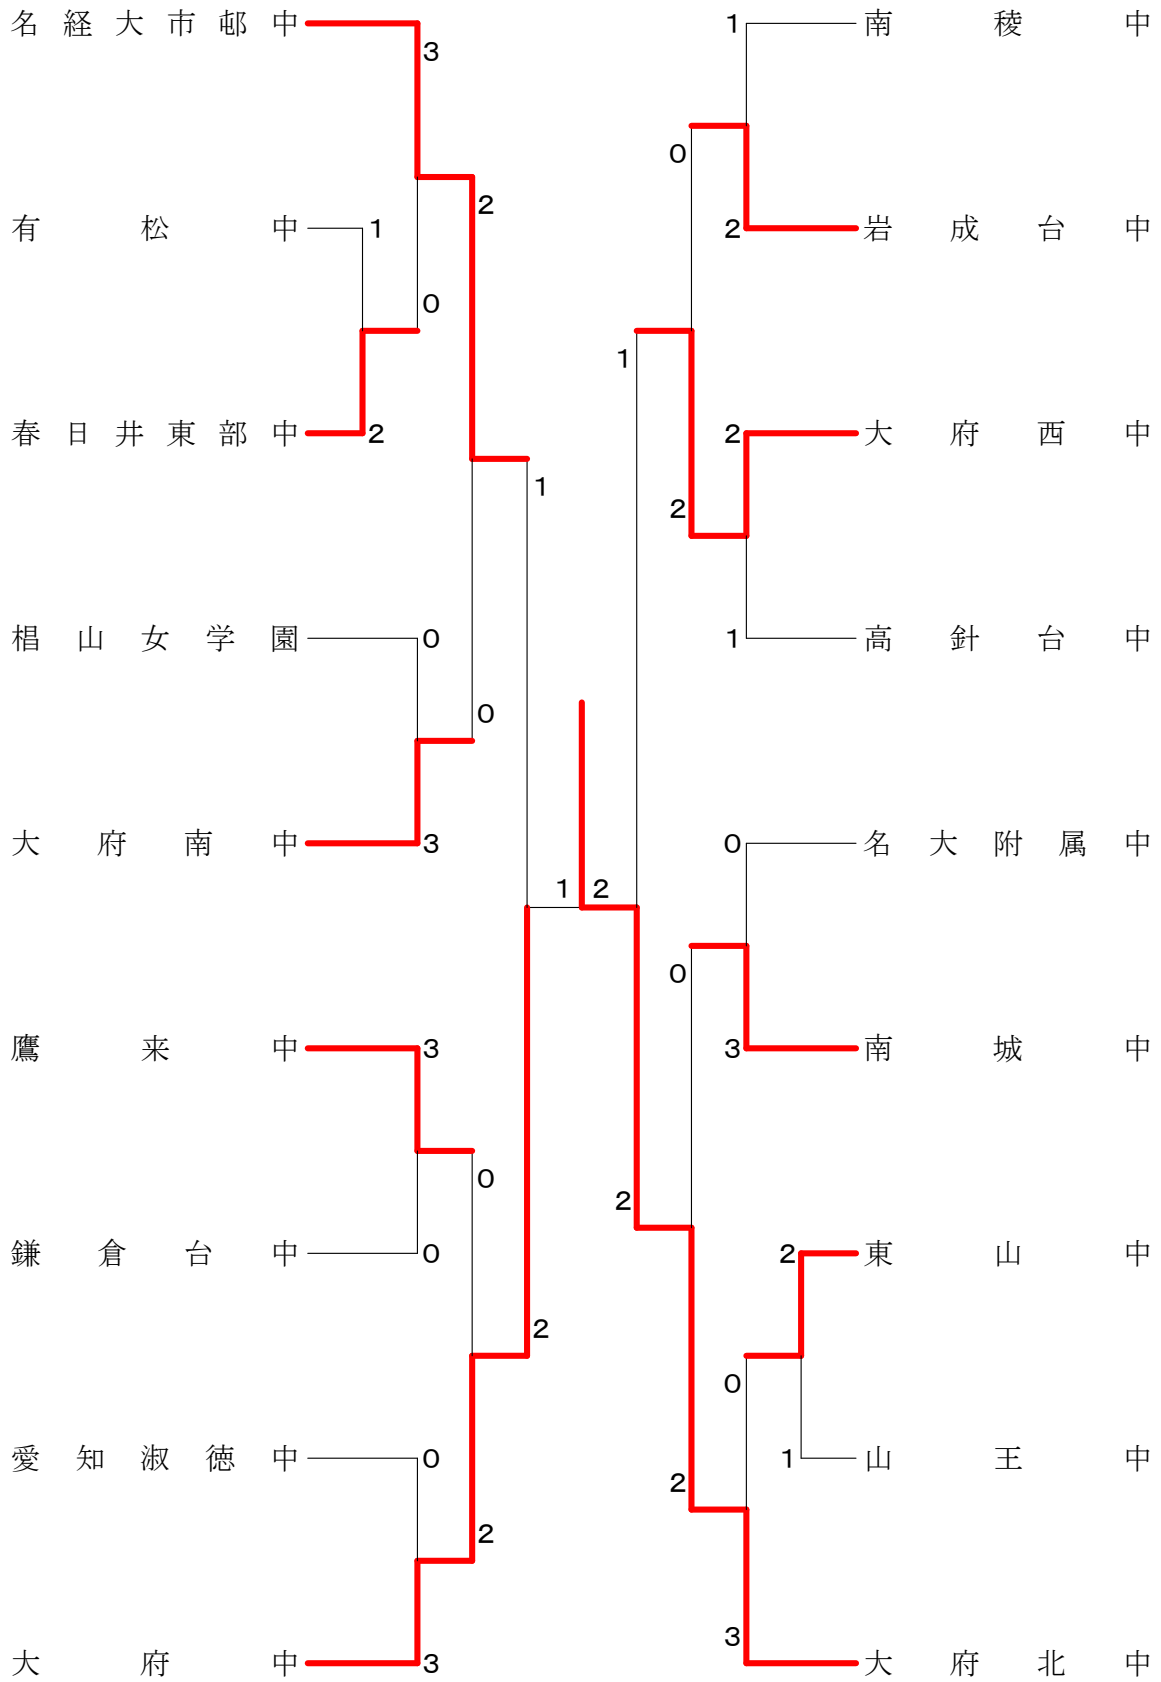 名経大市邨中
3
2
有松中
1
0
春日井東部中
2
1
椙山女学園
0
0
大府南中
3
1
2
鷹来中
3
0
鎌倉台中
0
2
愛知淑徳中
0
2
大府中
3
1
南稜中
0
2
岩成台中
1
2
大府西中
2
1
高針台中
0
名大附属中
0
3
南城中
2
2
東山中
0
1
山王中
2
3
大府北中